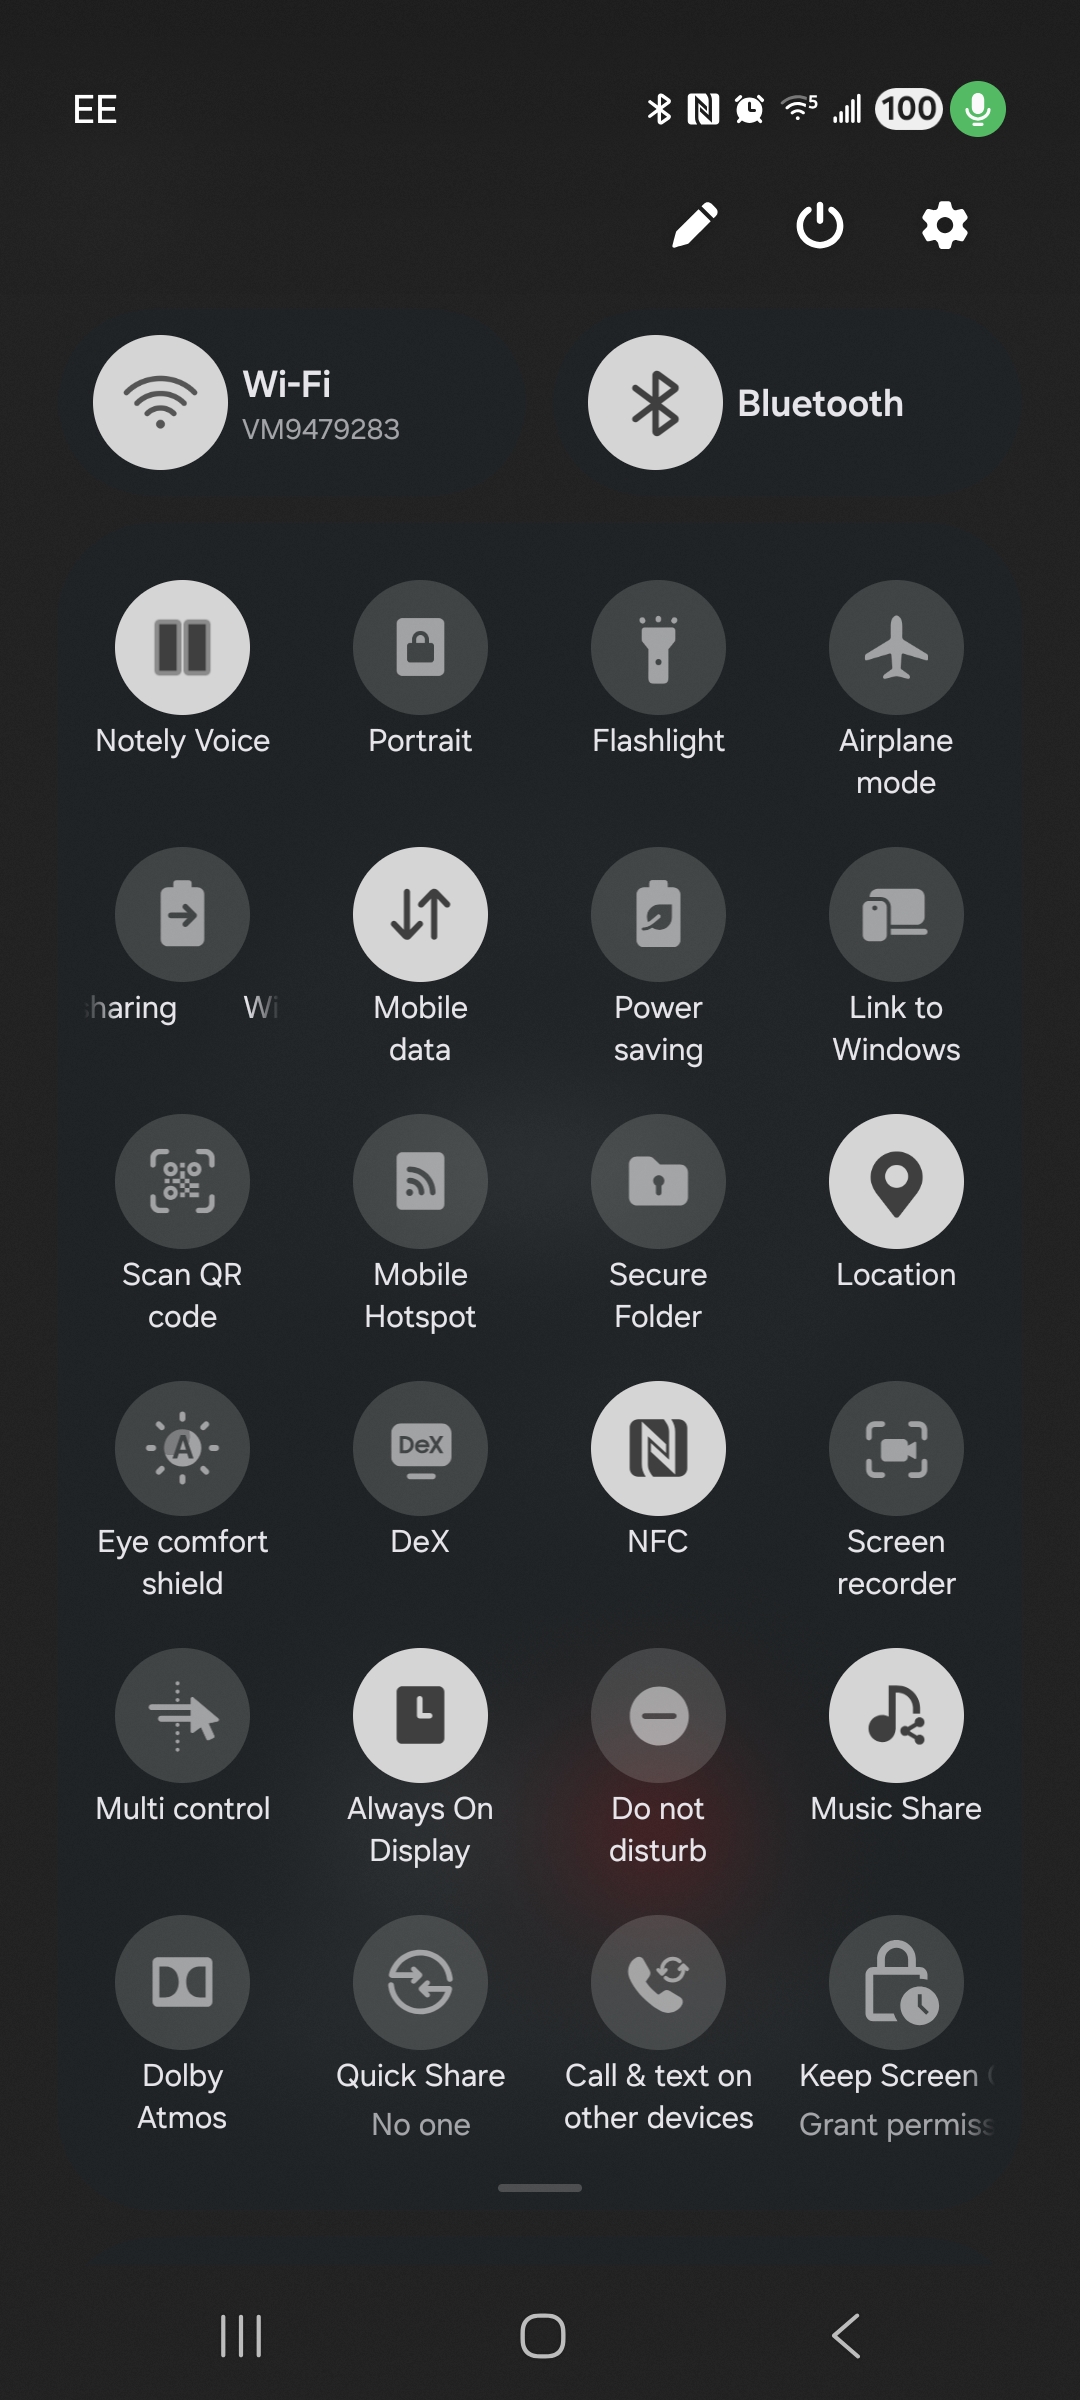 EE
5
100
Wi-Fi
VM9479283
Bluetooth
Notely Voice
Portrait
Flashlight
Airplane
mode
haring
Wi
Mobile
data
Power
saving
Link to
Windows
Scan QR
code
Mobile
Hotspot
Secure
Folder
Location
A
Eye comfort
shield
DeX
DeX
NFC
Screen
recorder
Multi control
Always On
Display
Do not
disturb
Music Share
Dolby
Atmos
Quick Share
No one
Call & text on
other devices
Keep Screen
Grant permiss